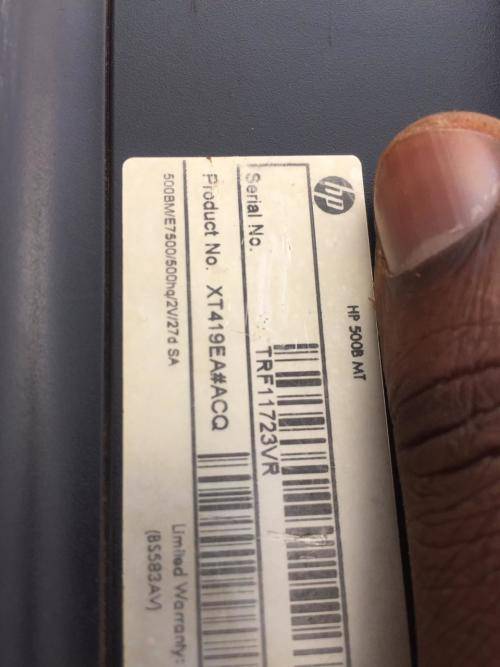 hp
HP 500B MT
Serial No.
TRF11723VR
Product No. XT419EA#ACQ
500BM/E7500/500hq/2V/27d SA
Limited Warranty:
(BS583AV)